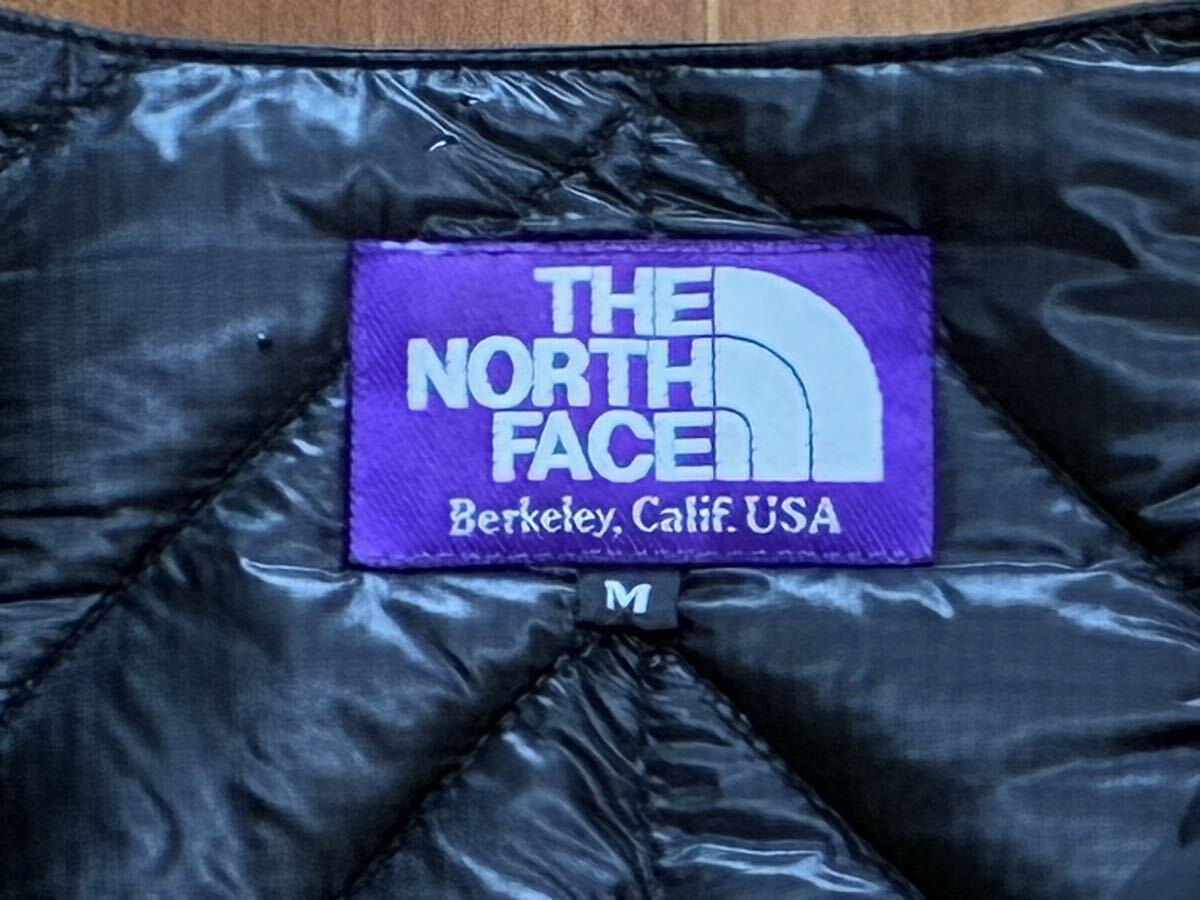 THE
NORTH
FACE
Berkeley, Calif. USA
M